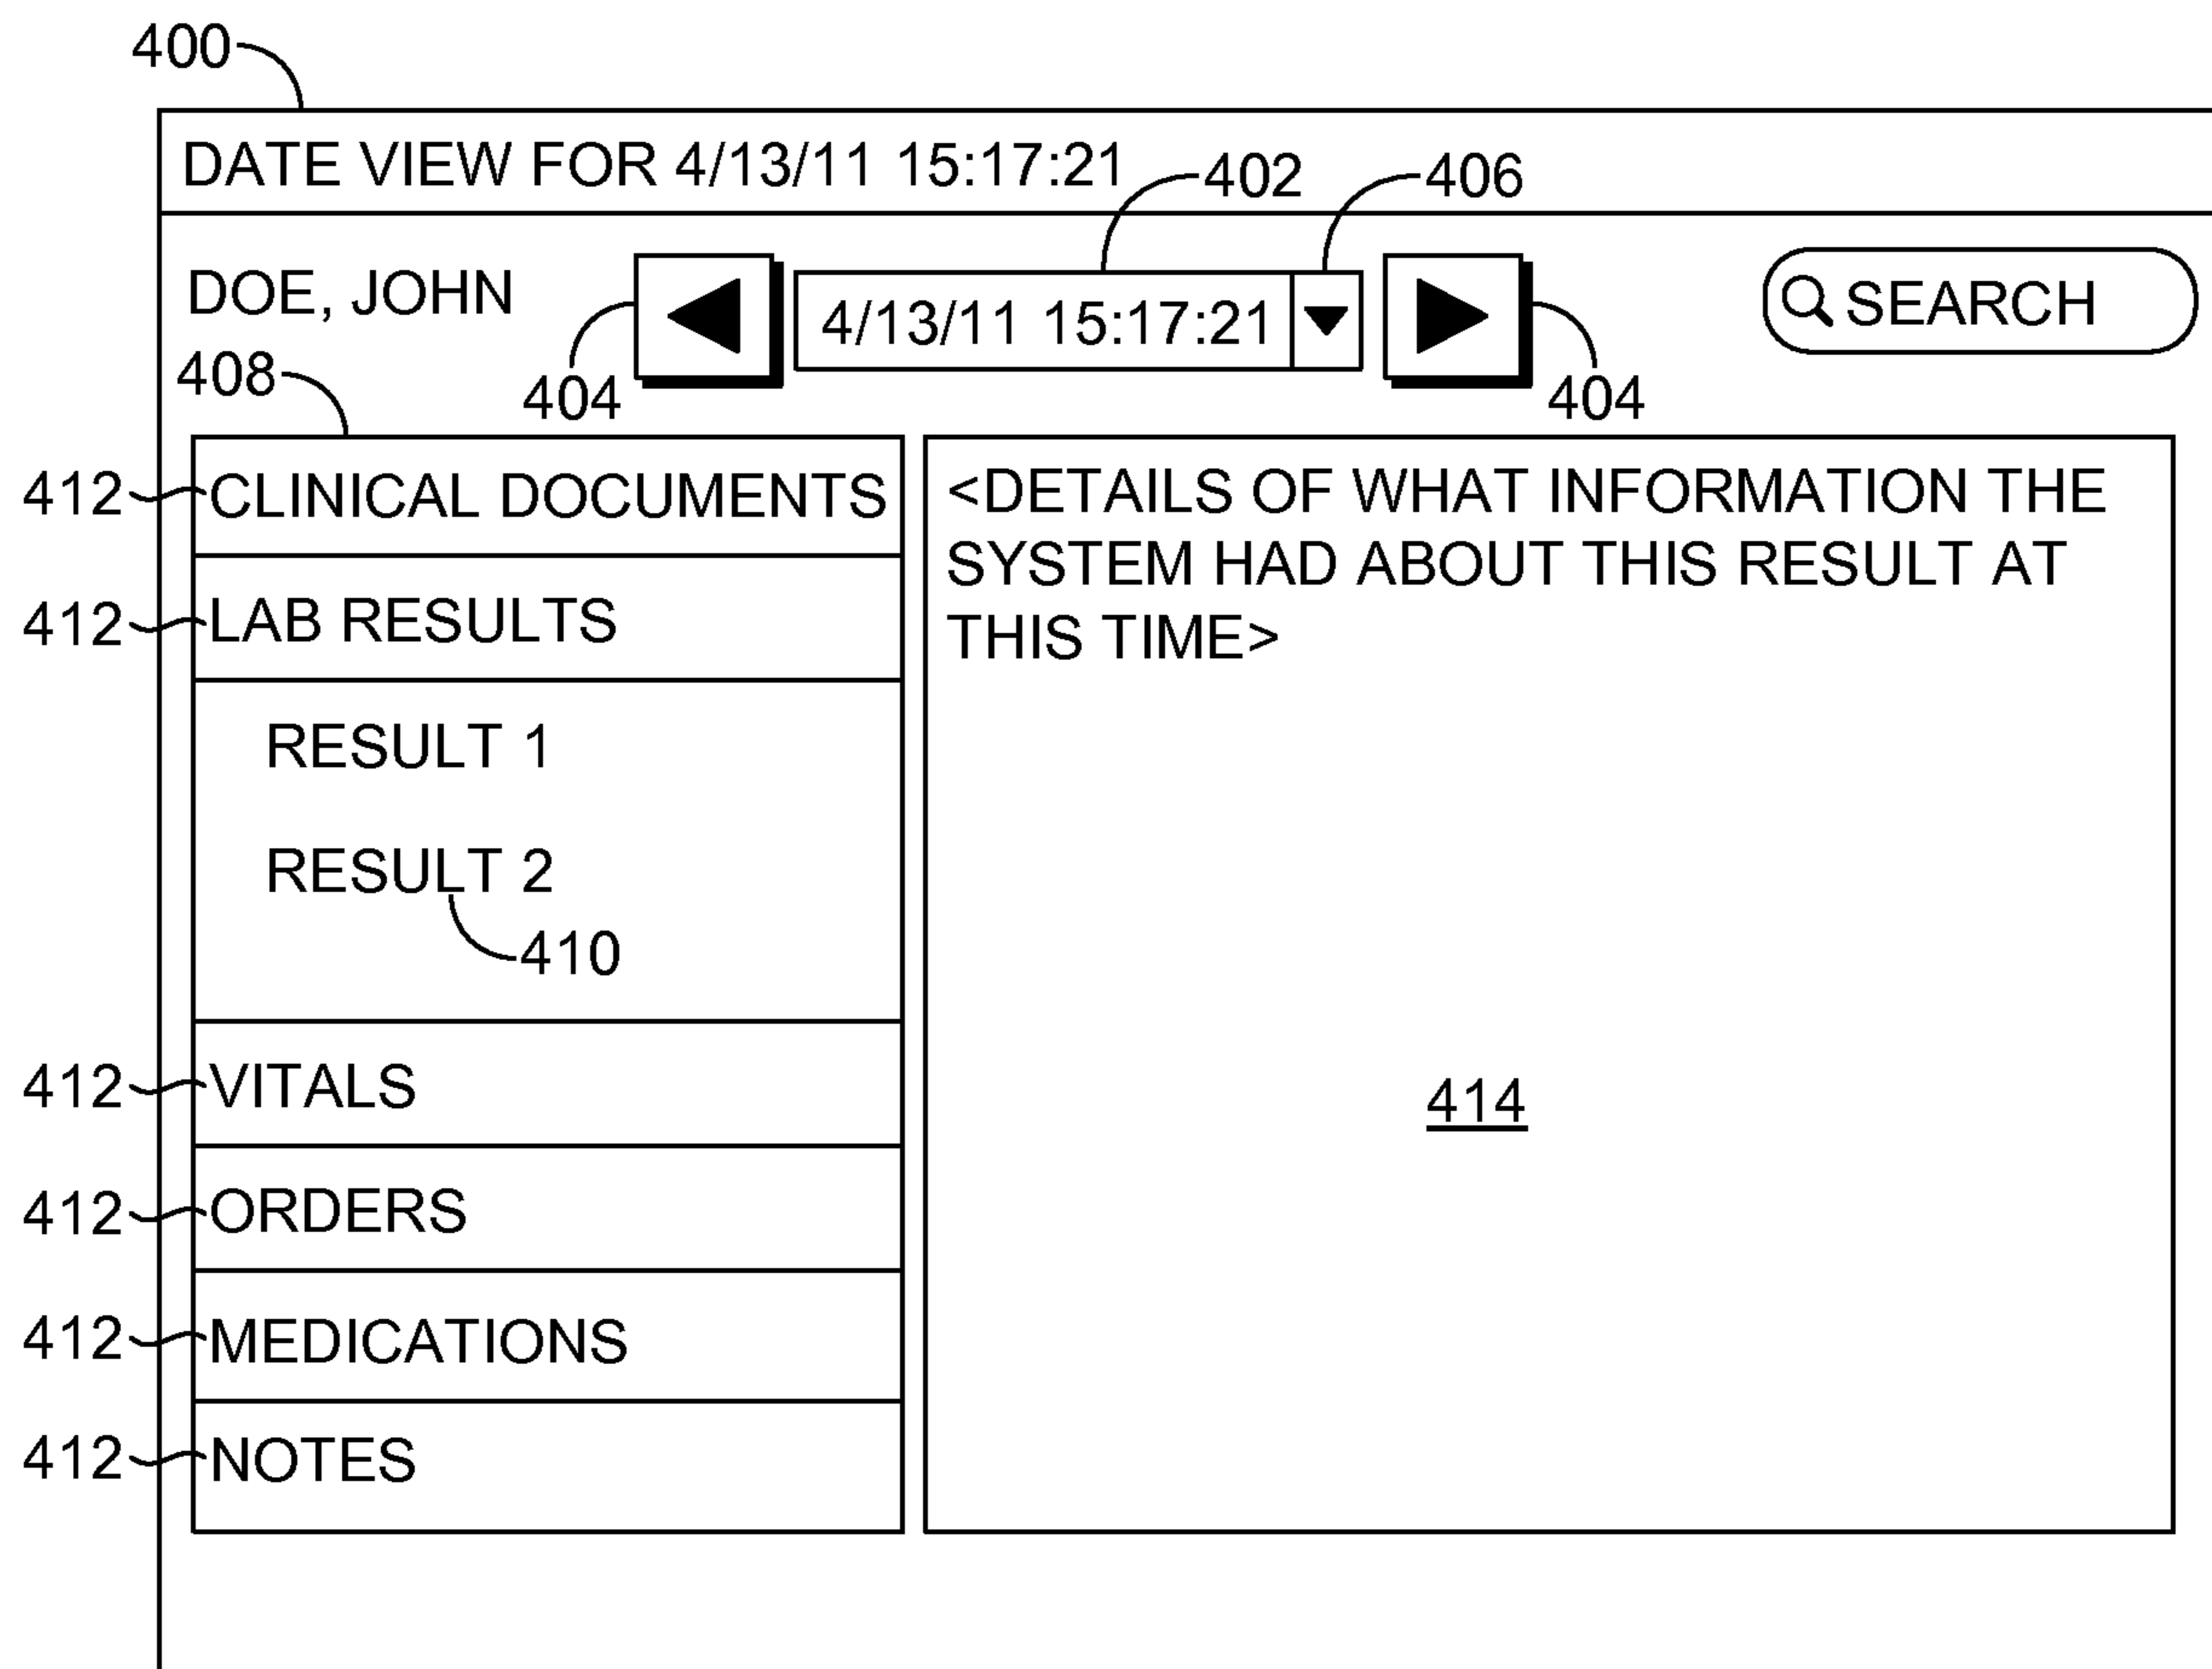 400
DATE VIEW FOR 4/13/11 15:17:21
402
406
DOE, JOHN
4/13/11 15:17:21
SEARCH
408
404
404
412
CLINICAL DOCUMENTS
412
LAB RESULTS
RESULT 1
RESULT 2
410
412
VITALS
412
ORDERS
412
MEDICATIONS
412
NOTES
<DETAILS OF WHAT INFORMATION THE
SYSTEM HAD ABOUT THIS RESULT AT
THIS TIME>
414